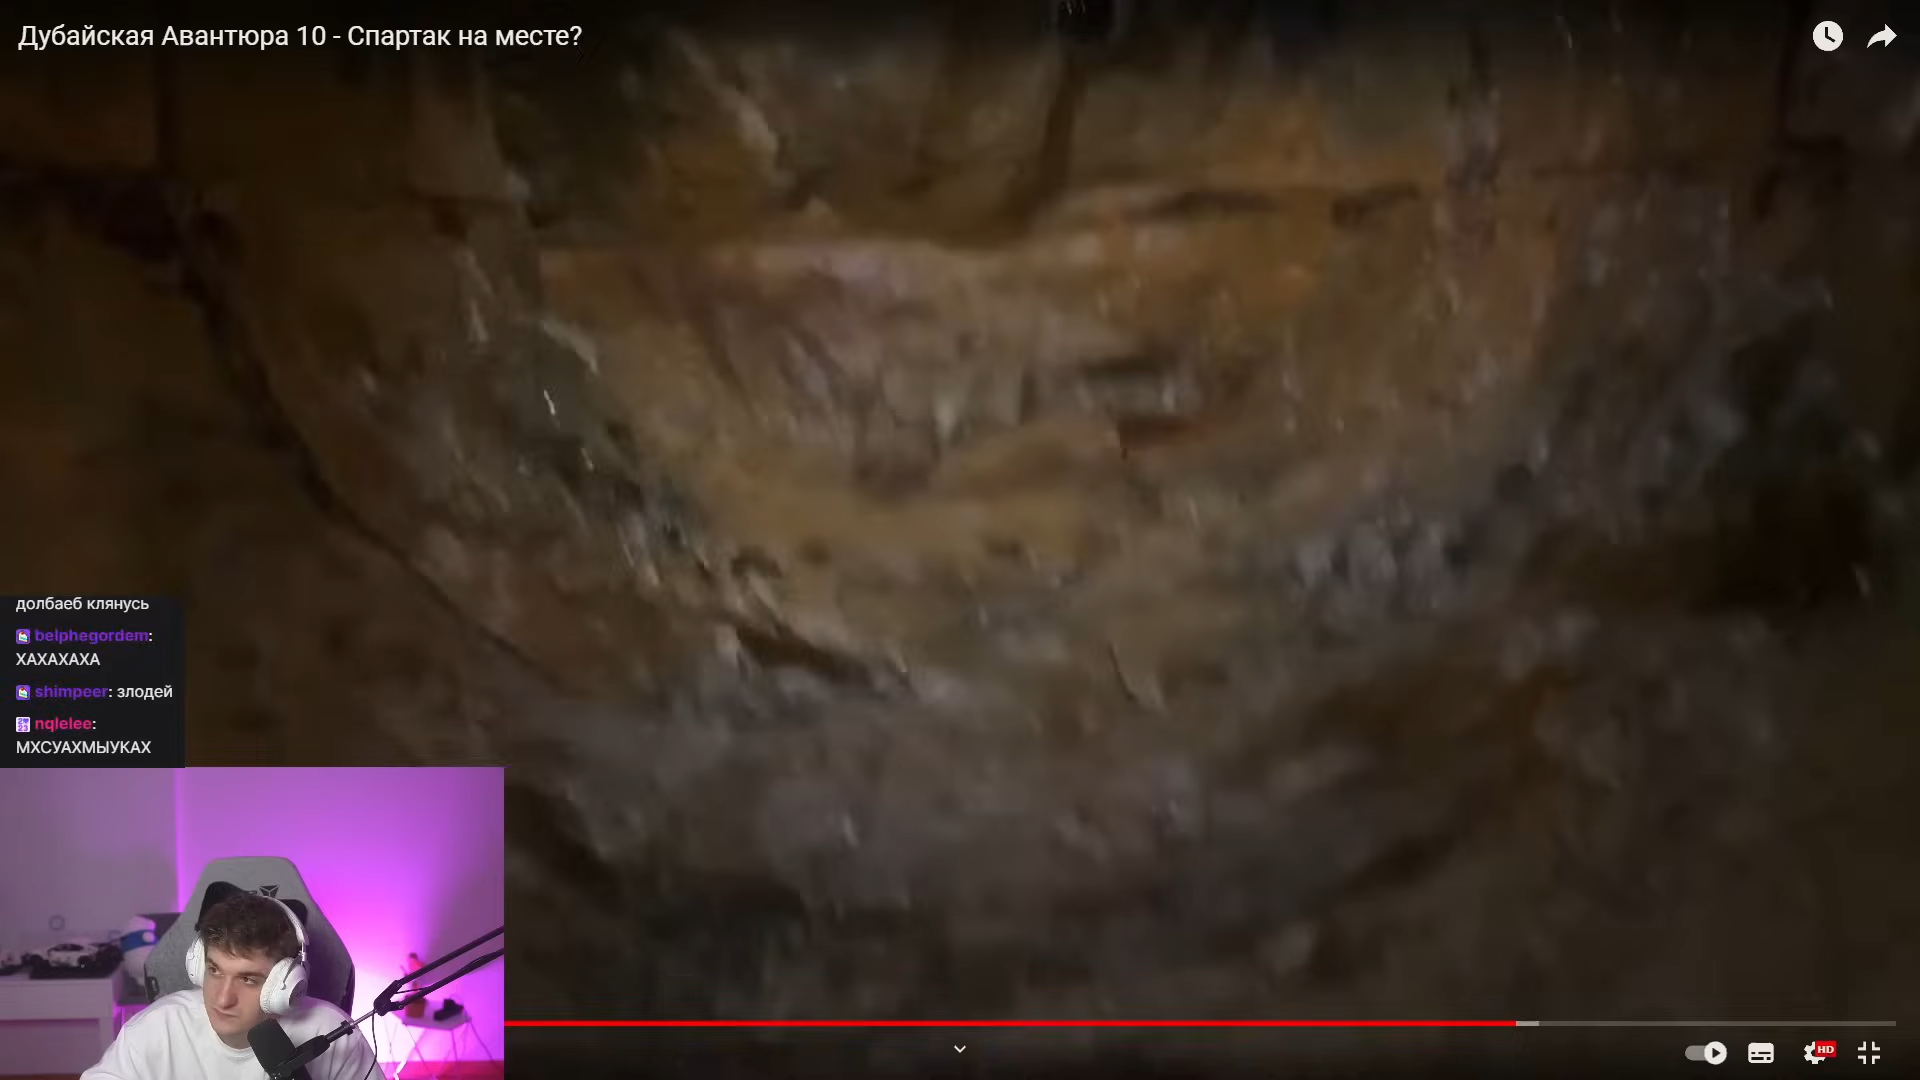 Дубайская Авантюра 10 - Спартак на месте?
долбаеб клянусь
belphegordem:
ХАХАХАХА
shimpeer: злодей
nqlelee:
МХСУАХМЫУКАХ
HD